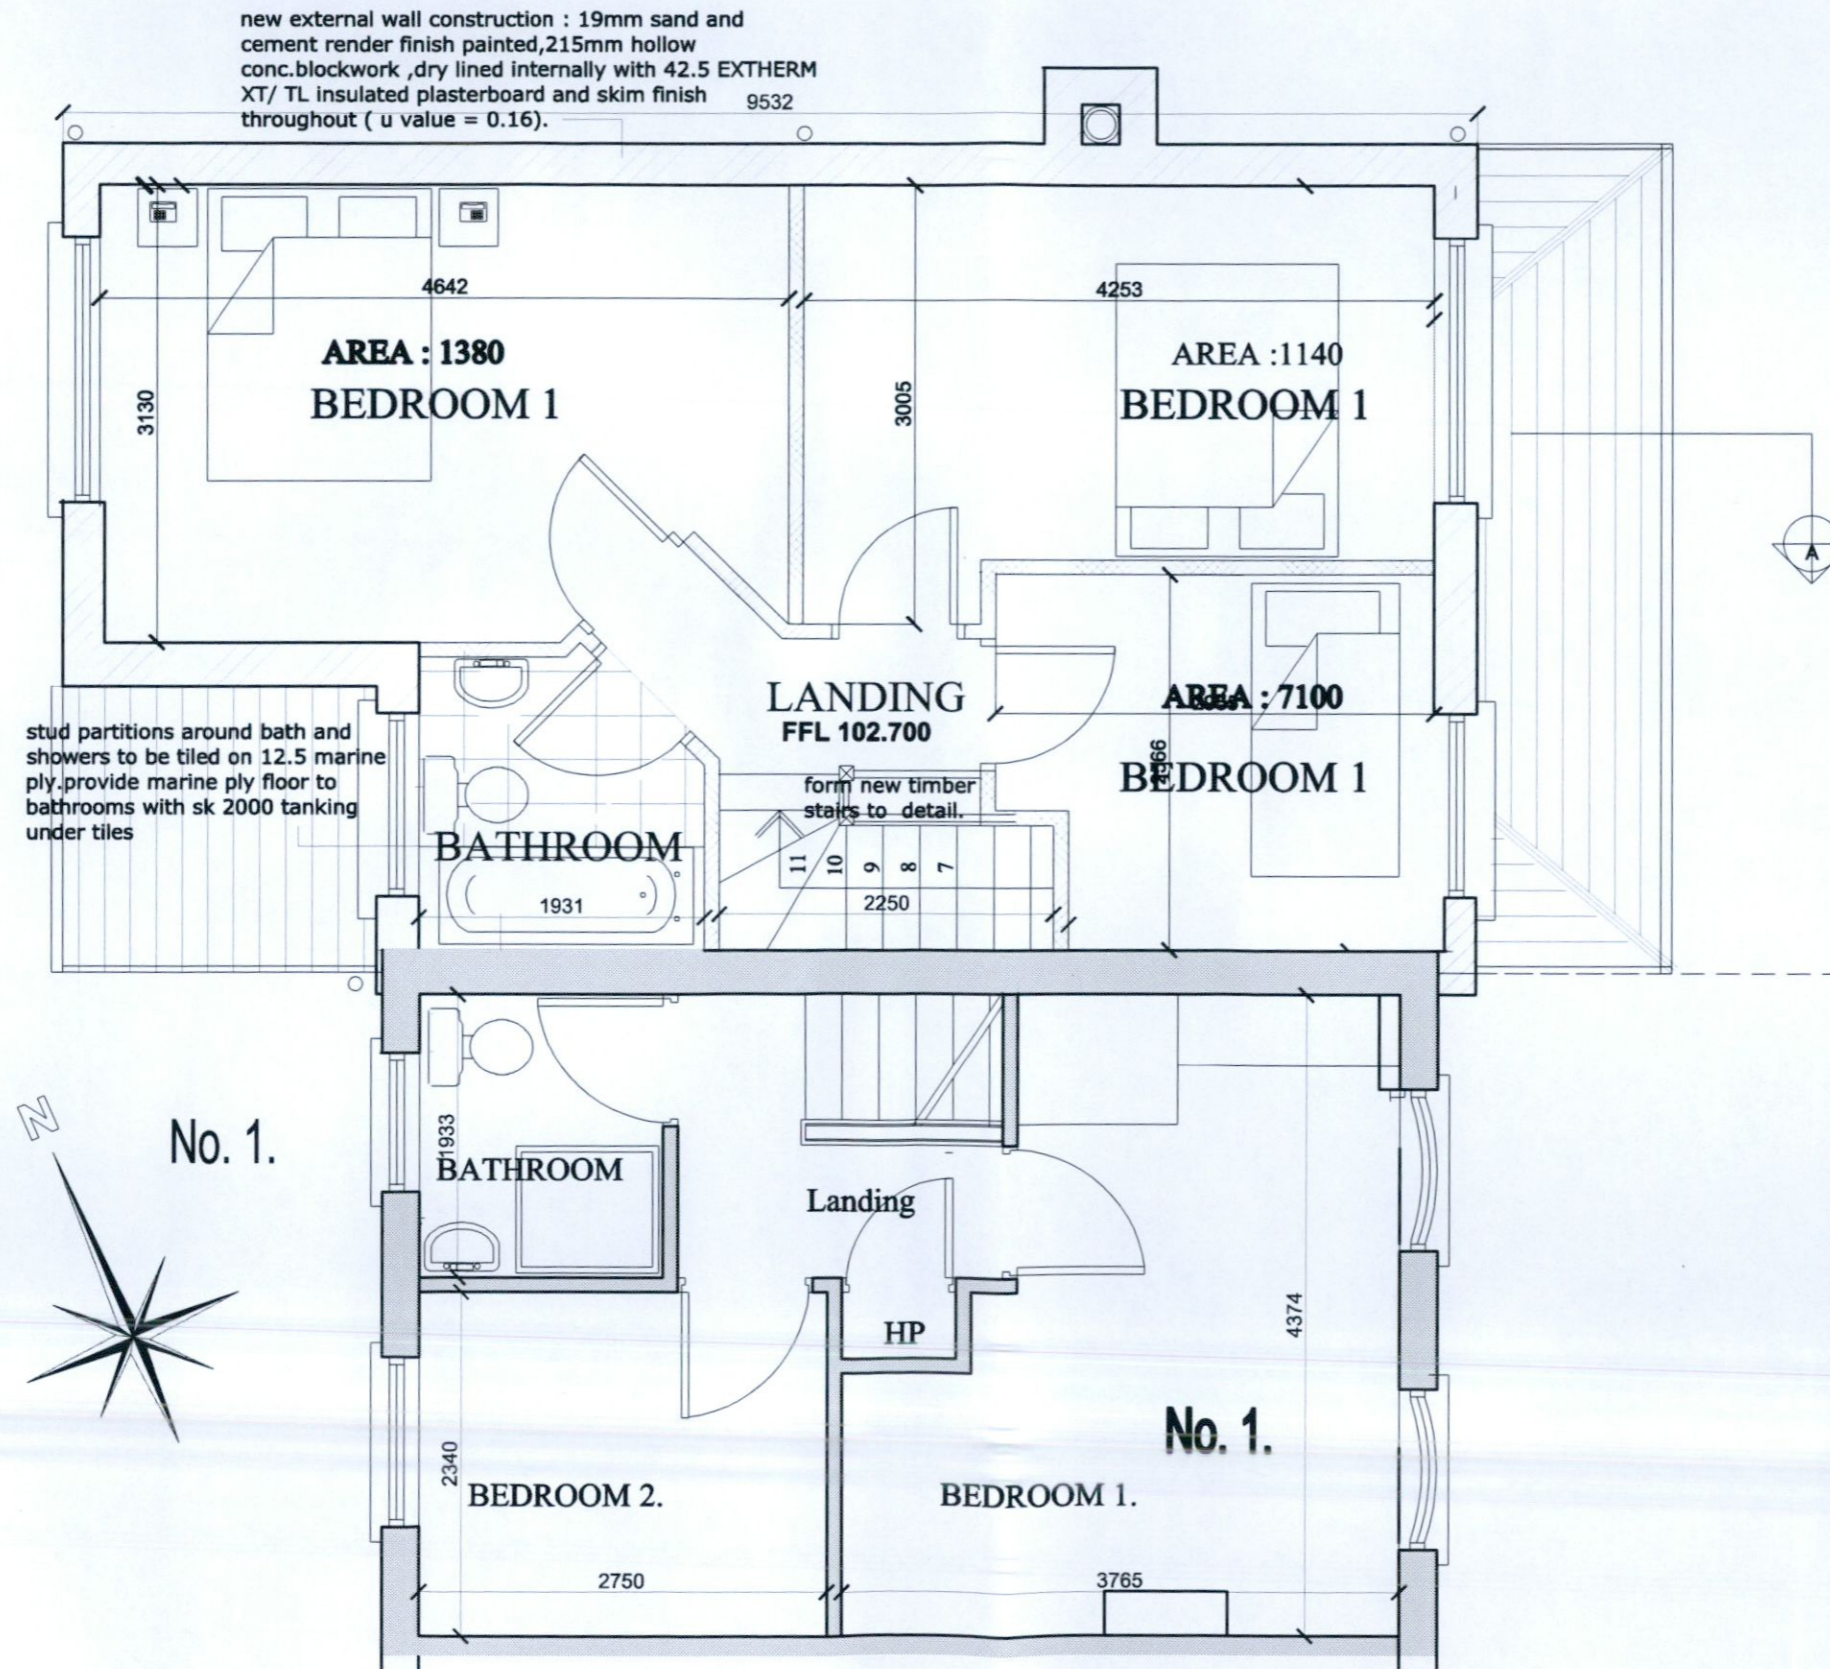 new external wall construction : 19mm sand and
cement render finish painted,215mm hollow
conc.blockwork ,dry lined internally with 42.5 EXTHERM
XT/ TL insulated plasterboard and skim finish
throughout ( u value = 0.16).
9532
4642
4253
AREA : 1380
BEDROOM 1
3130
3005
AREA :1140
BEDROOM 1
A
LANDING
FFL 102.700
AREA : 7100
BEDROOM 1
stud partitions around bath and
showers to be tiled on 12.5 marine
ply.provide marine ply floor to
bathrooms with sk 2000 tanking
under tiles
form new timber
stairs to detail.
BATHROOM
11
10
9
8
7
1931
2250
N
No. 1.
1933
BATHROOM
Landing
HP
4374
No. 1.
2340
BEDROOM 2.
BEDROOM 1.
2750
3765